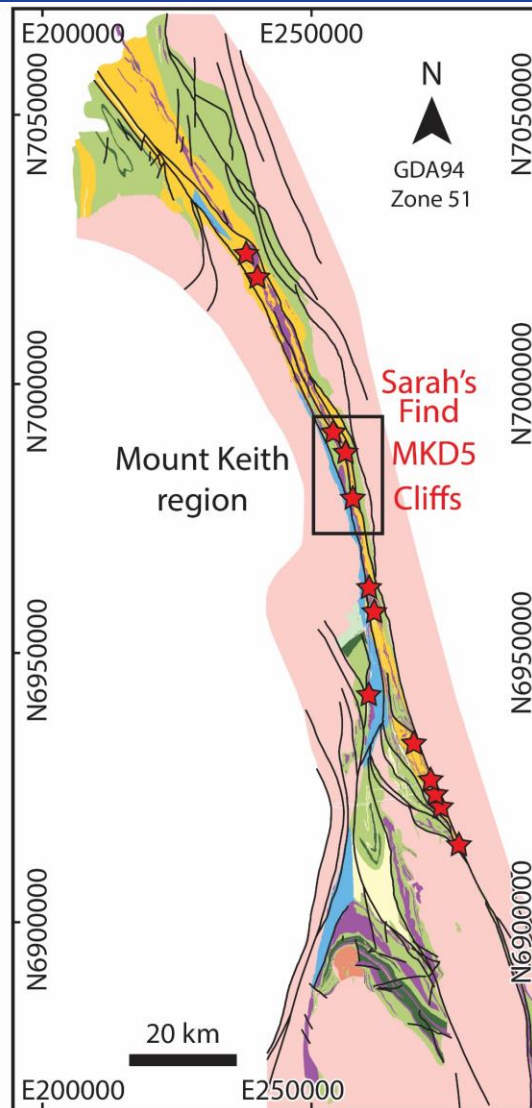 E200000
E250000
N7050000
N7050000
N
GDA94
Zone 51
N7000000
N7000000
Sarah's
Find
MKD5
Cliffs
Mount Keith
region
N6950000
N6950000
N6900000
N6900000
20 km
E200000
E250000